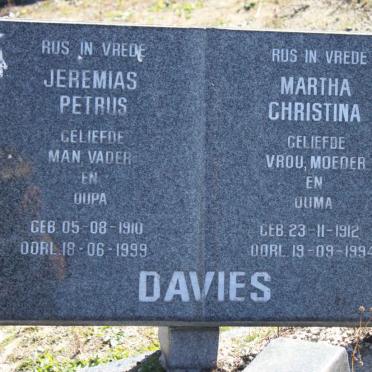 RUS IN VREDE
JEREMIAS
PETRUS
GELIEFDE
MAN, VADER
EN
OUPA
GEB. 05-08-1910
OORL. 18-06-1999
RUS IN VREDE
MARTHA
CHRISTINA
GELIEFDE
VROU, MOEDER
EN
OUMA
GEB. 23-11-1912
OORL. 19-09-1994
DAVIES